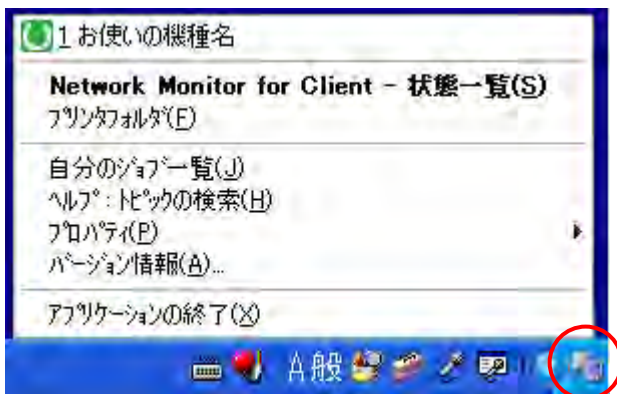 1 お使いの機種名
Network Monitor for Client - 状態一覧(S)
プリンタフォルダ(F)
自分のジョブ一覧(J)
ヘルプ:トピックの検索(H)
プロパティ(P)
バージョン情報(A)...
アプリケーションの終了(X)
A般